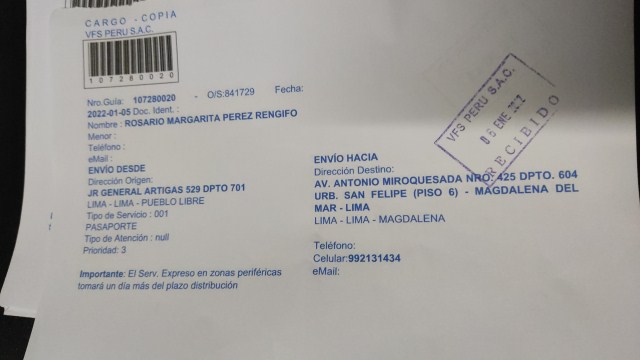 CARGO - COPIA
VFS PERU S.A.C.
107280020
Nro.Guía: 107280020 - O/S:841729 Fecha:
2022-01-05 Doc. Ident.:
Nombre : ROSARIO MARGARITA PEREZ RENGIFO
Menor :
Teléfono :
eMail :
ENVÍO DESDE
Dirección Origen:
JR GENERAL ARTIGAS 529 DPTO 701
LIMA - LIMA - PUEBLO LIBRE
Tipo de Servicio : 001
PASAPORTE
Tipo de Atención : null
Prioridad: 3
Importante: El Serv. Expreso en zonas periféricas
tomará un día más del plazo distribución
VFS PERU S.A.C.
06 ENE 2022
RECIBIDO
ENVÍO HACIA
Dirección Destino:
AV. ANTONIO MIROQUESADA NRO. 425 DPTO. 604
URB. SAN FELIPE (PISO 6) - MAGDALENA DEL
MAR - LIMA
LIMA - LIMA - MAGDALENA
Teléfono:
Celular:992131434
eMail: